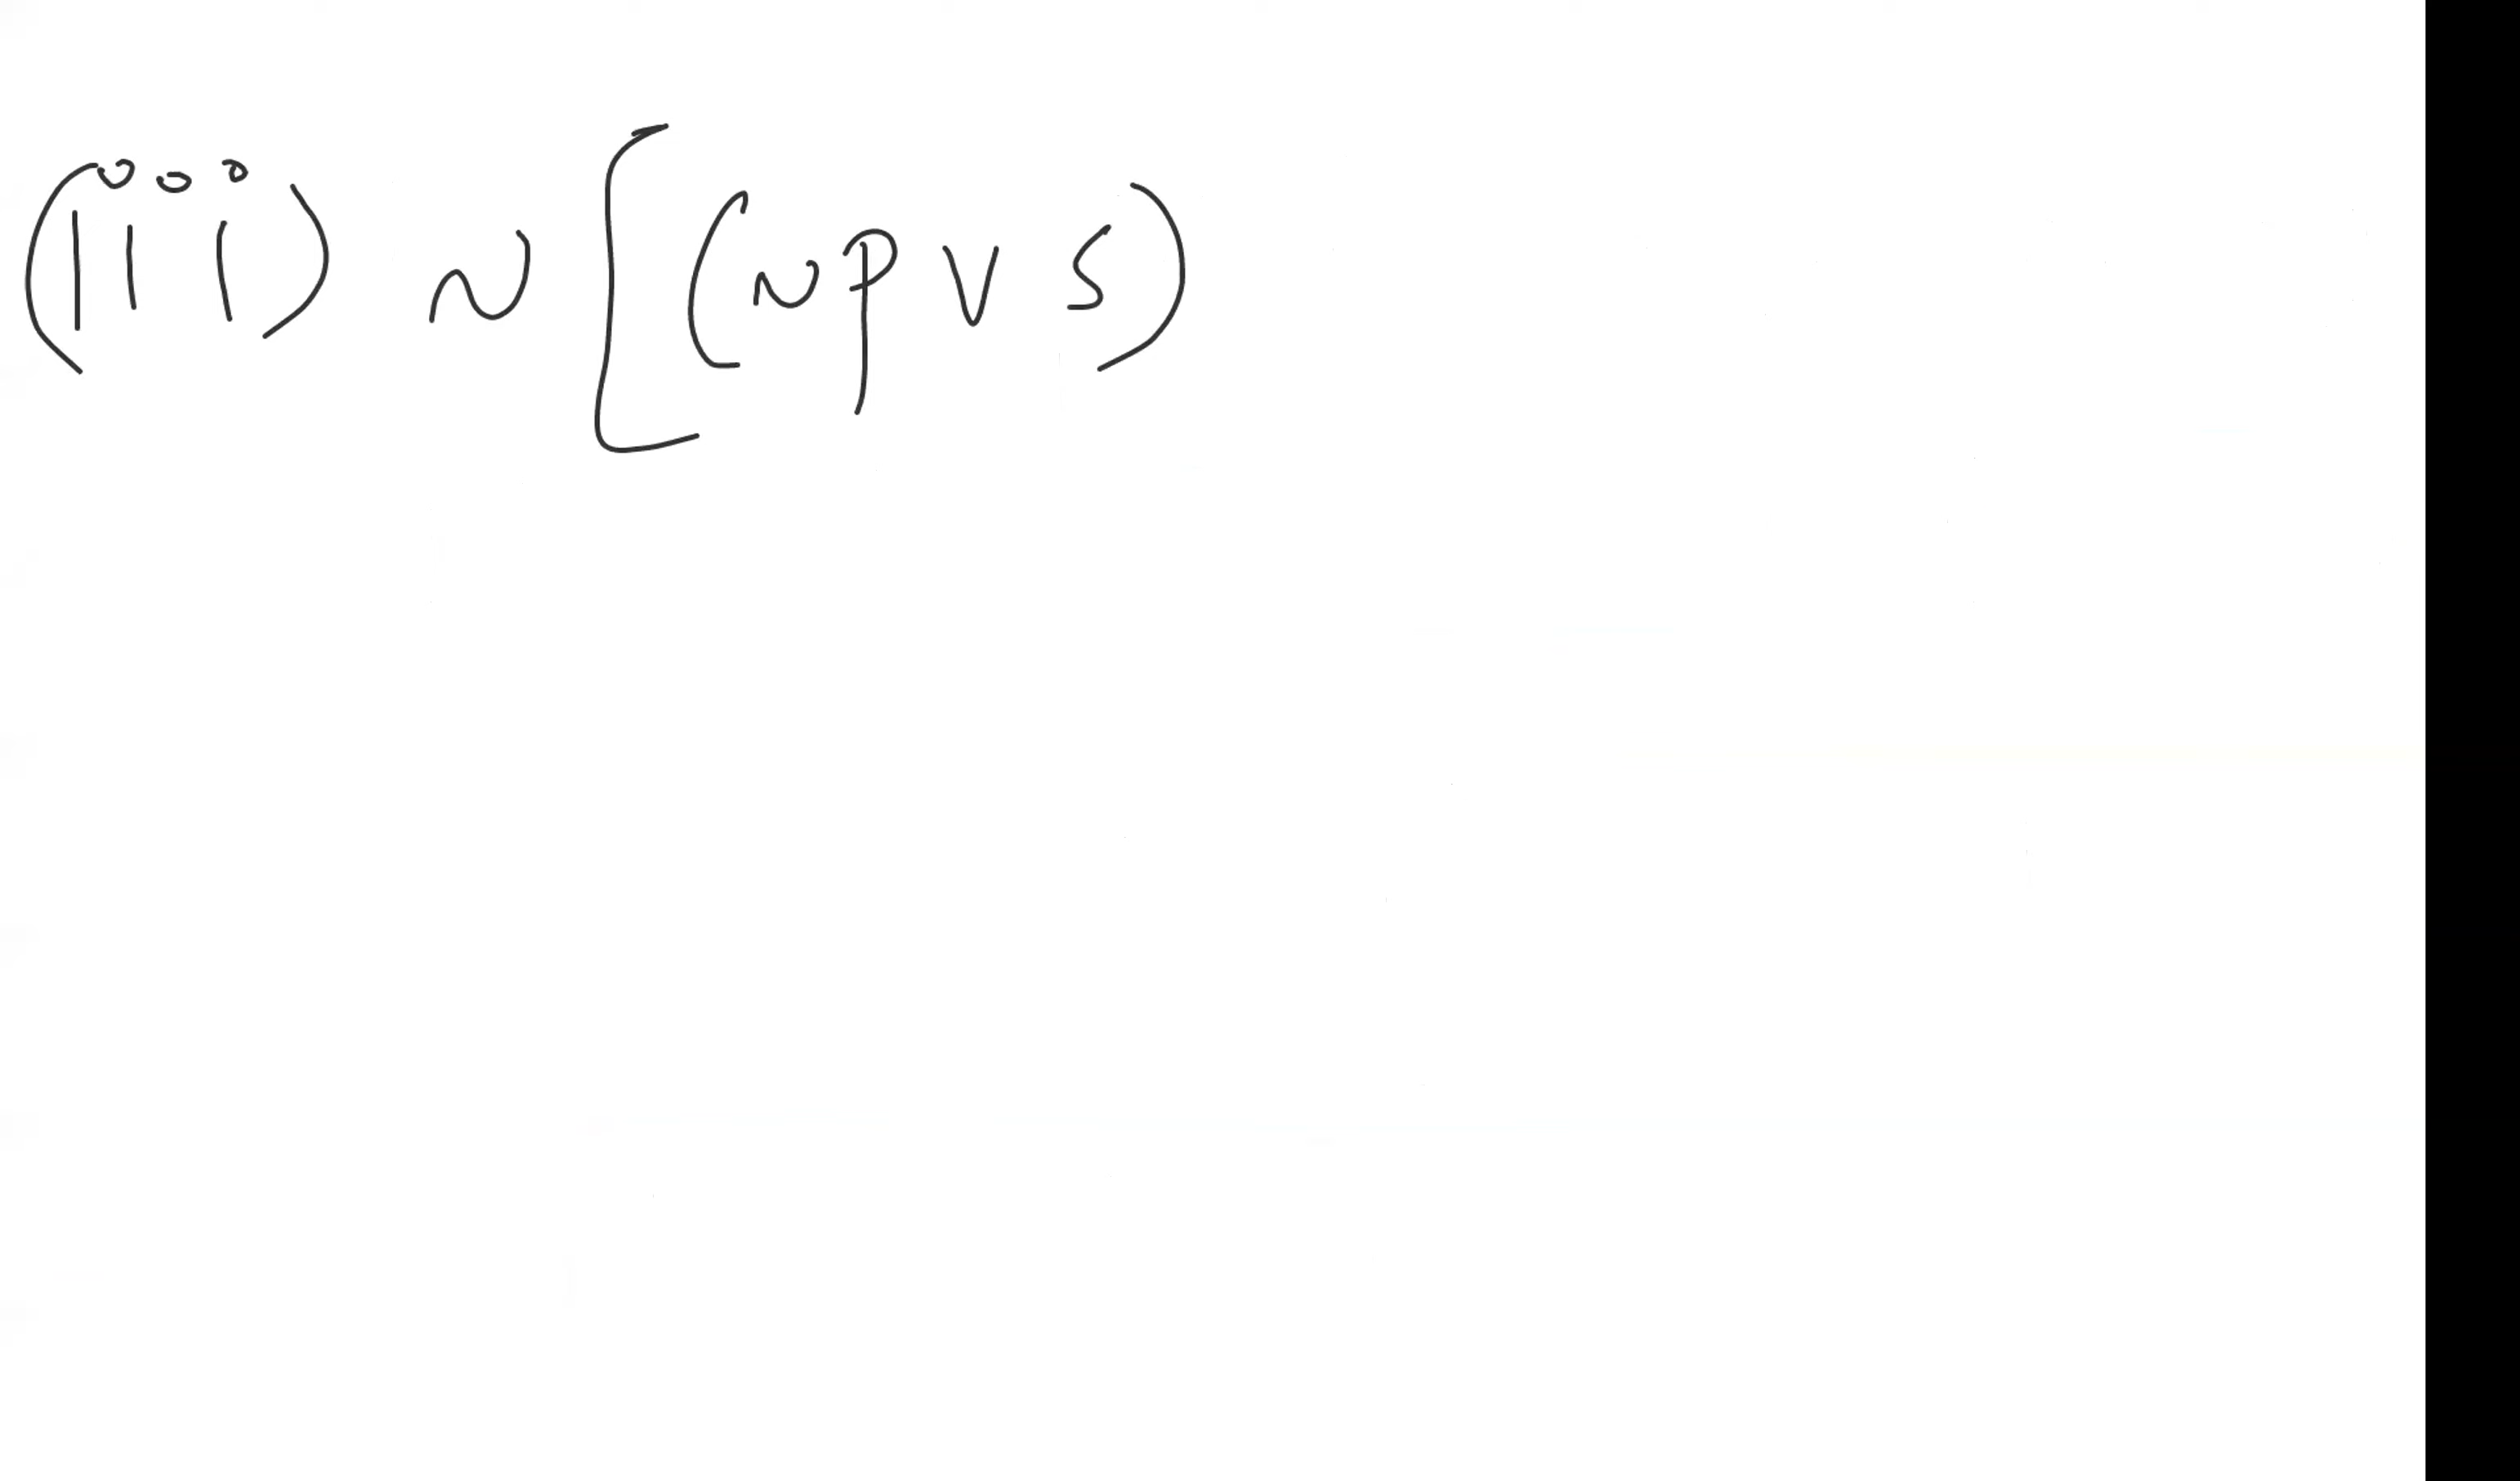 (iii) ~ [(~p v s)